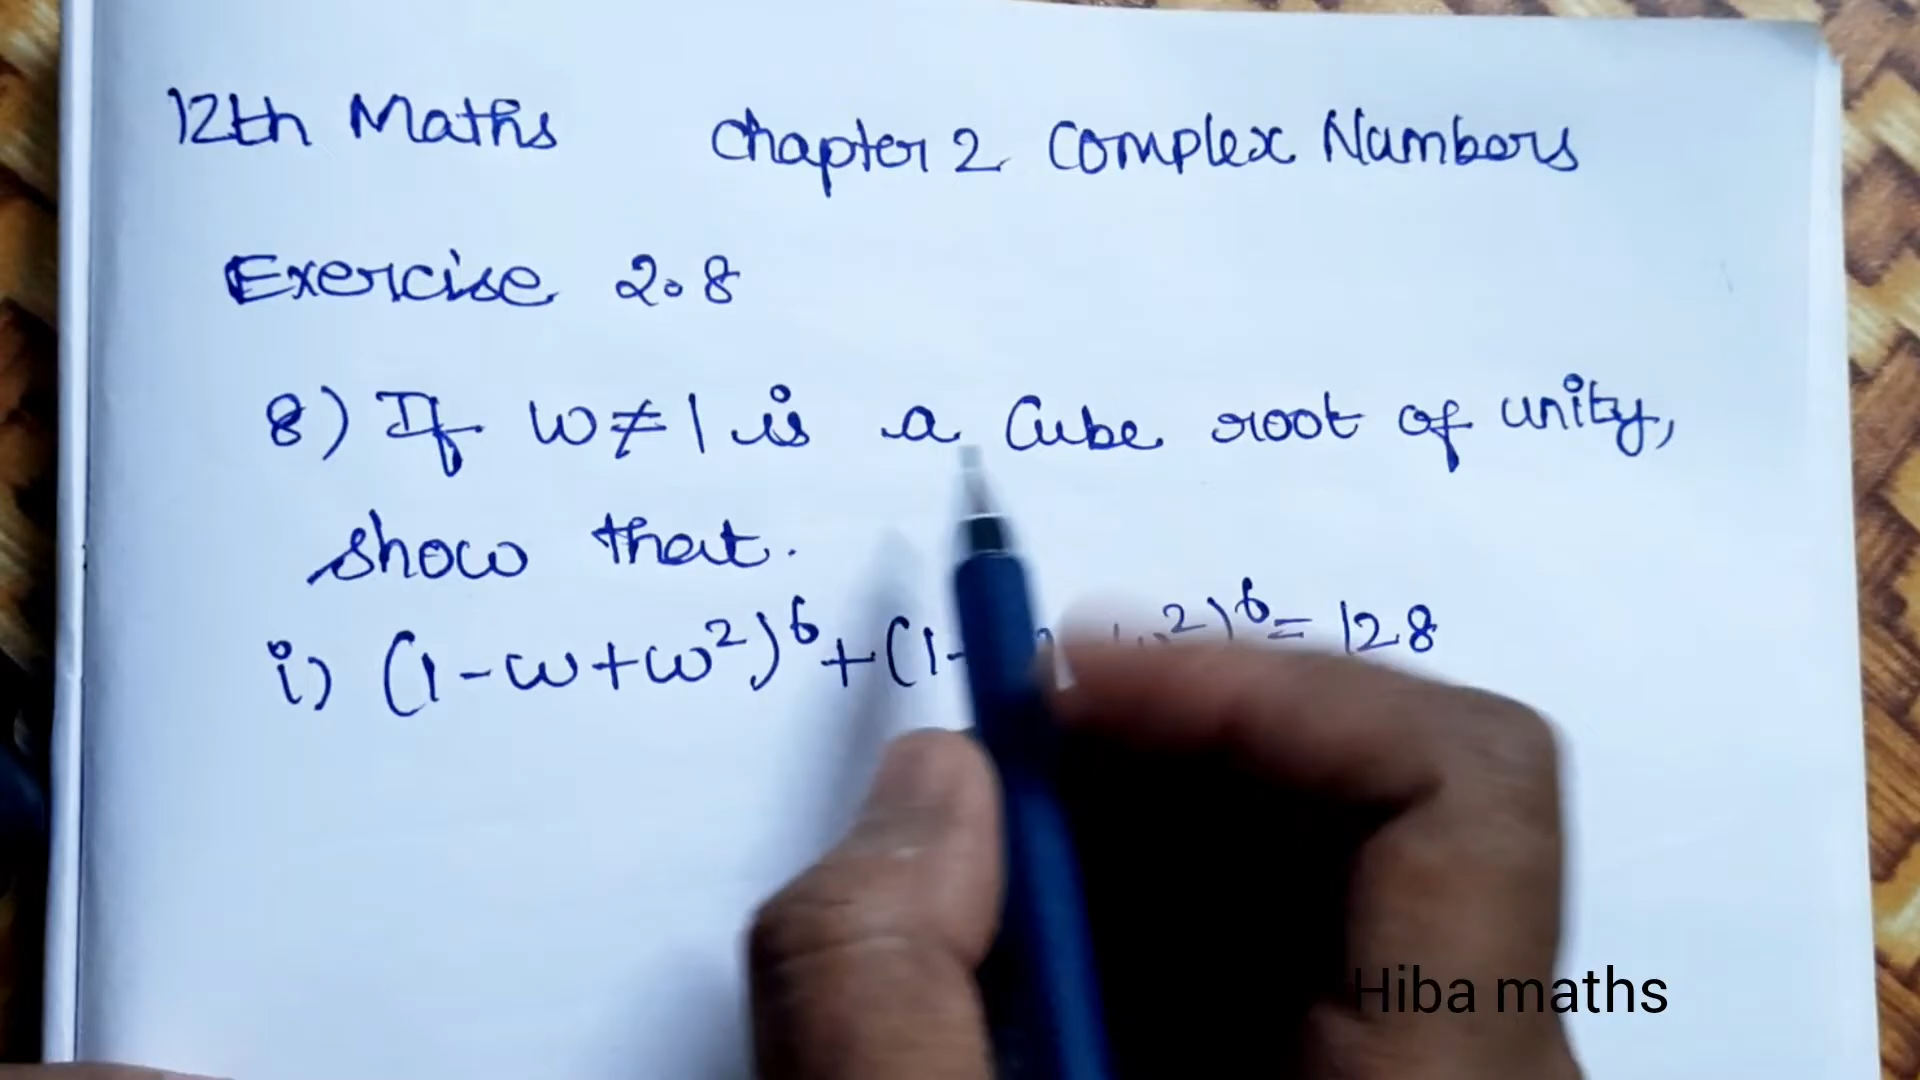 12th Maths Chapter 2 Complex Numbers
Exercise 2.8
8) If ω≠1 is a Cube root of unity,
show that.
i) (1-ω+ω²)⁶+(1- ²)⁶= 128
Hiba maths